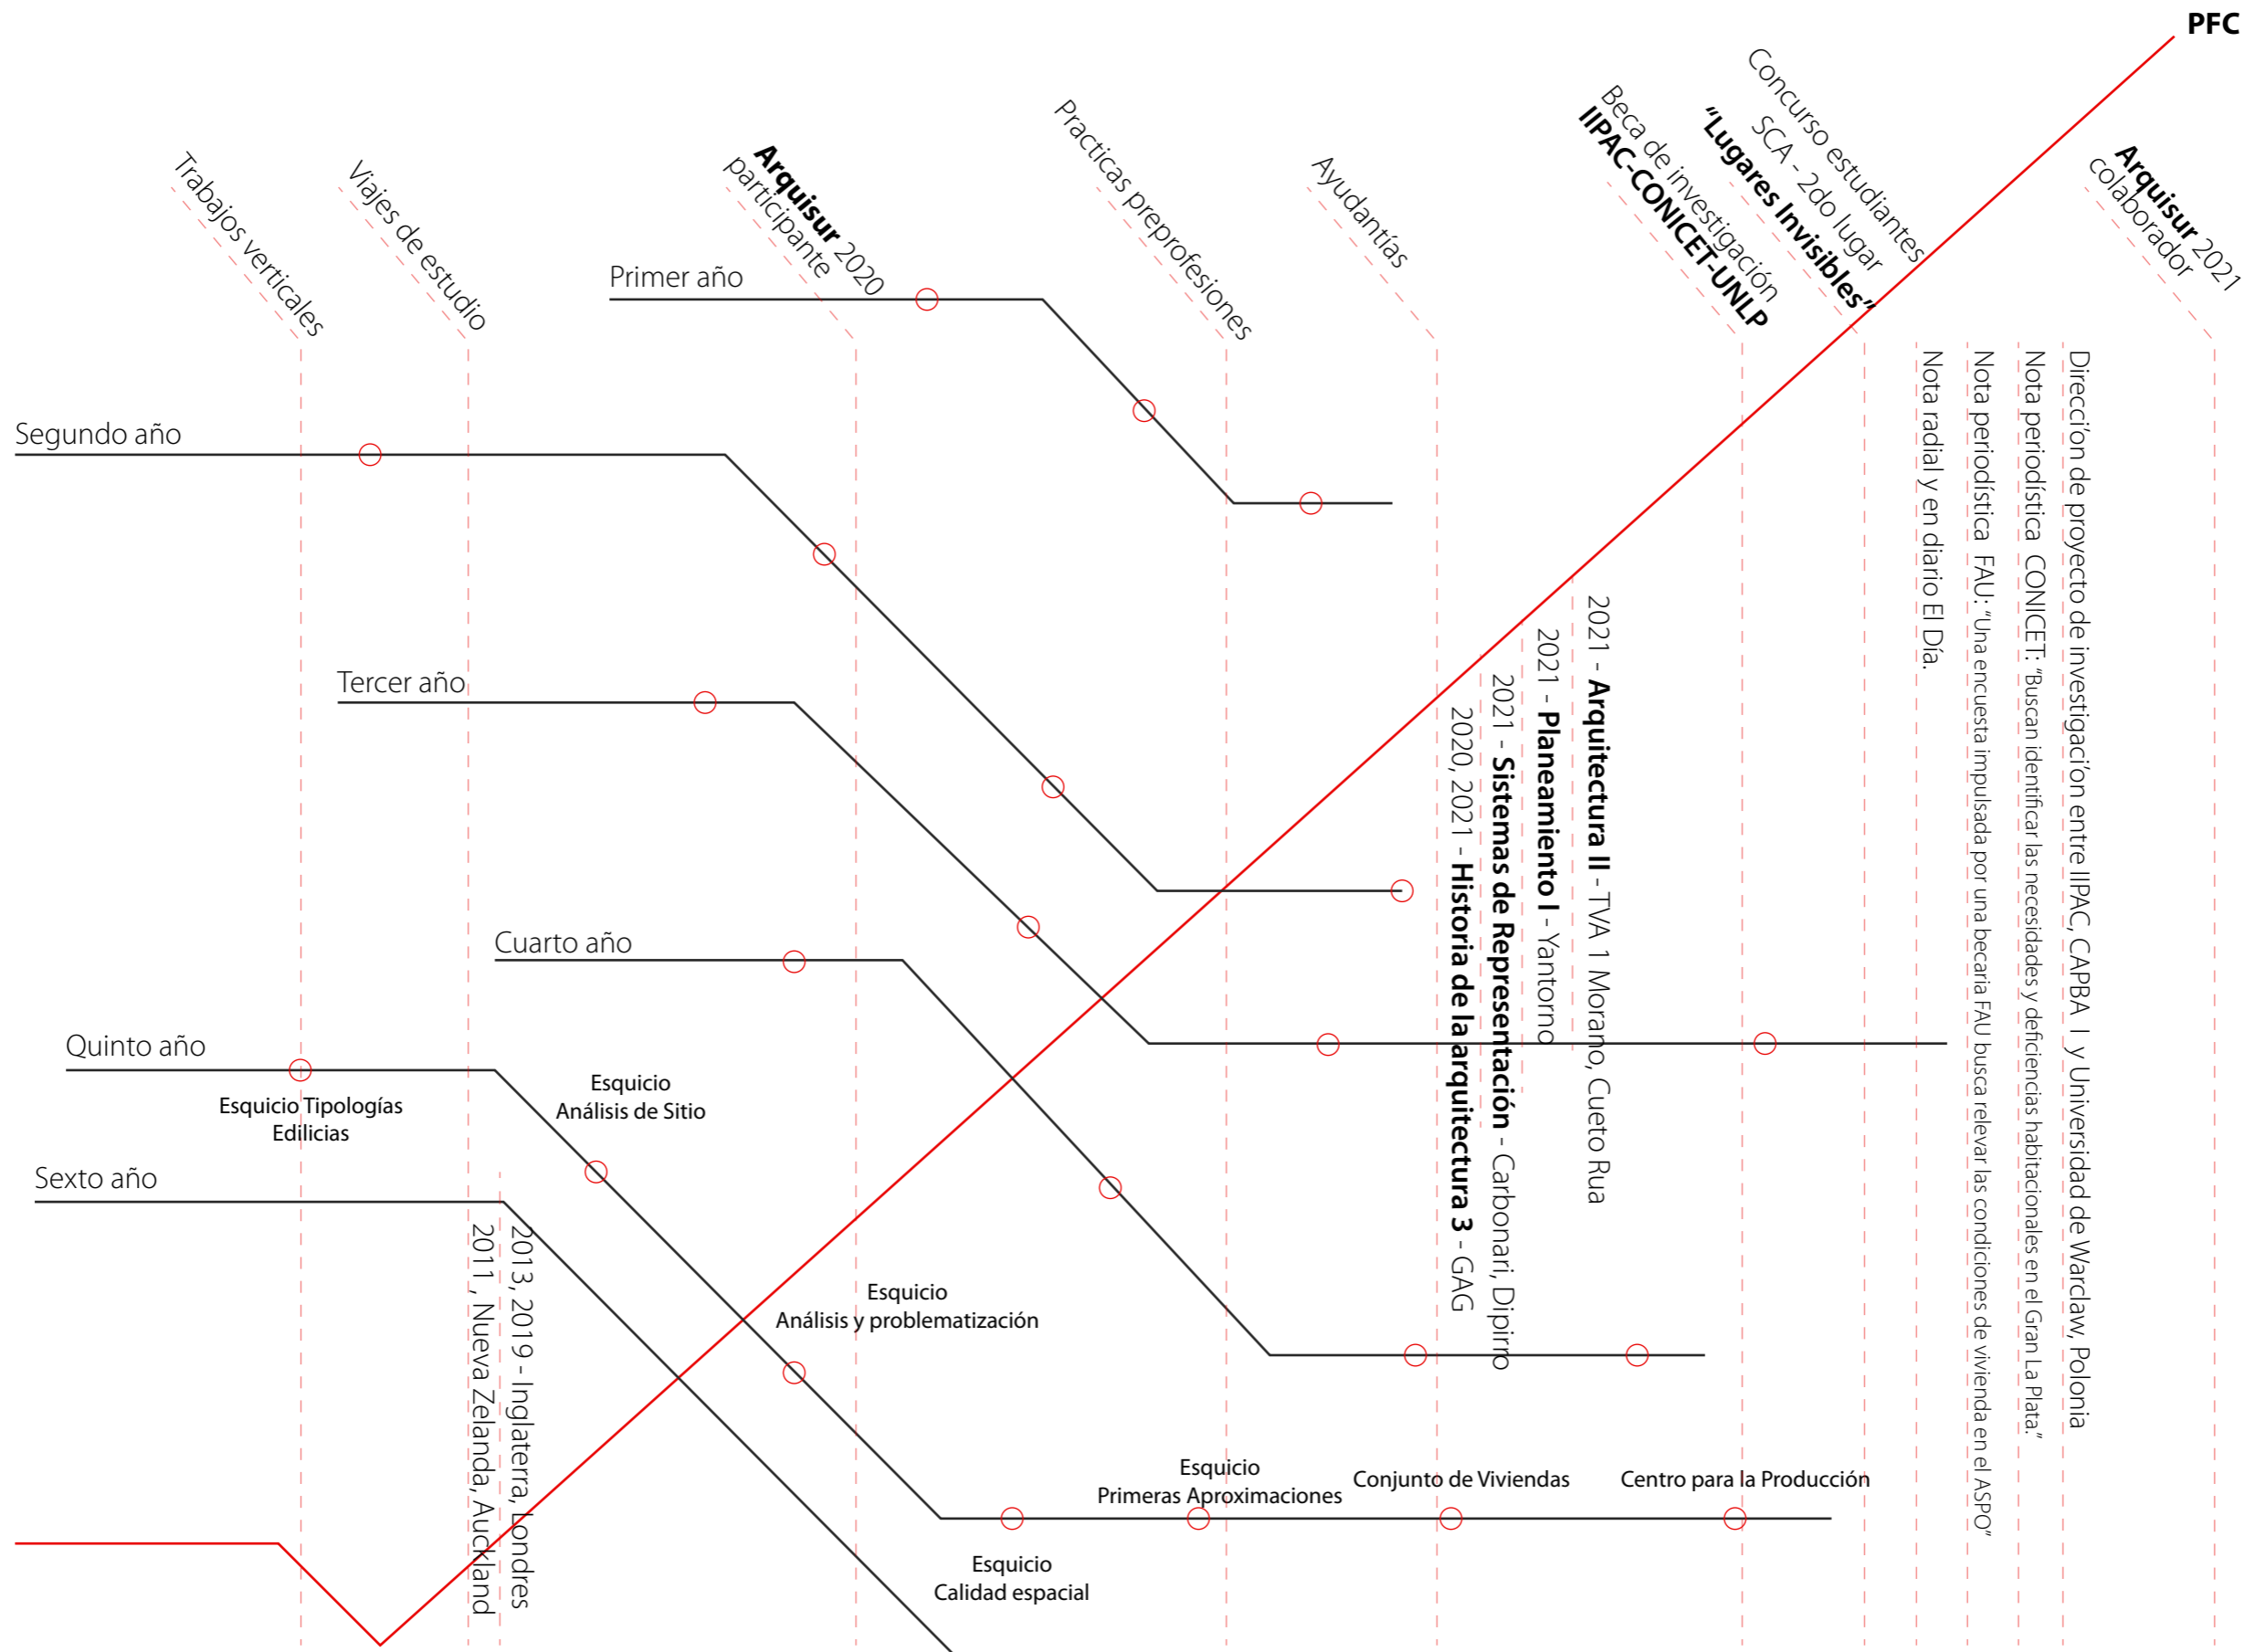 PFC
Trabajos verticales
Viajes de estudio
Arquisur 2020
participante
Practicas preprofesiones
Ayudantías
Beca de investigación
IIPAC-CONICET-UNLP
Concurso estudiantes
SCA - 2do lugar
“Lugares Invisibles”
Arquisur 2021
colaborador
Primer año
Segundo año
Tercer año
Cuarto año
Quinto año
Sexto año
Direcci´on de proyecto de investigaci´on entre IIPAC, CAPBA I y Universidad de Warclaw, Polonia
Nota periodística CONICET: “Buscan identificar las necesidades y deficiencias habitacionales en el Gran La Plata.”
Nota periodística FAU: “Una encuesta impulsada por una becaria FAU busca relevar las condiciones de vivienda en el ASPO”
Nota radial y en diario El Día.
2021 - Arquitectura II - TVA 1 Morano, Cueto Rua
2021 - Planeamiento I - Yantorno
2021 - Sistemas de Representación - Carbonari, Dipirro
2020, 2021 - Historia de la arquitectura 3 - GAG
Esquicio Tipologías
Edilicias
Esquicio
Análisis de Sitio
2013, 2019 - Inglaterra, Londres
2011, Nueva Zelanda, Auckland
Esquicio
Análisis y problematización
Esquicio
Primeras Aproximaciones
Conjunto de Viviendas
Centro para la Producción
Esquicio
Calidad espacial